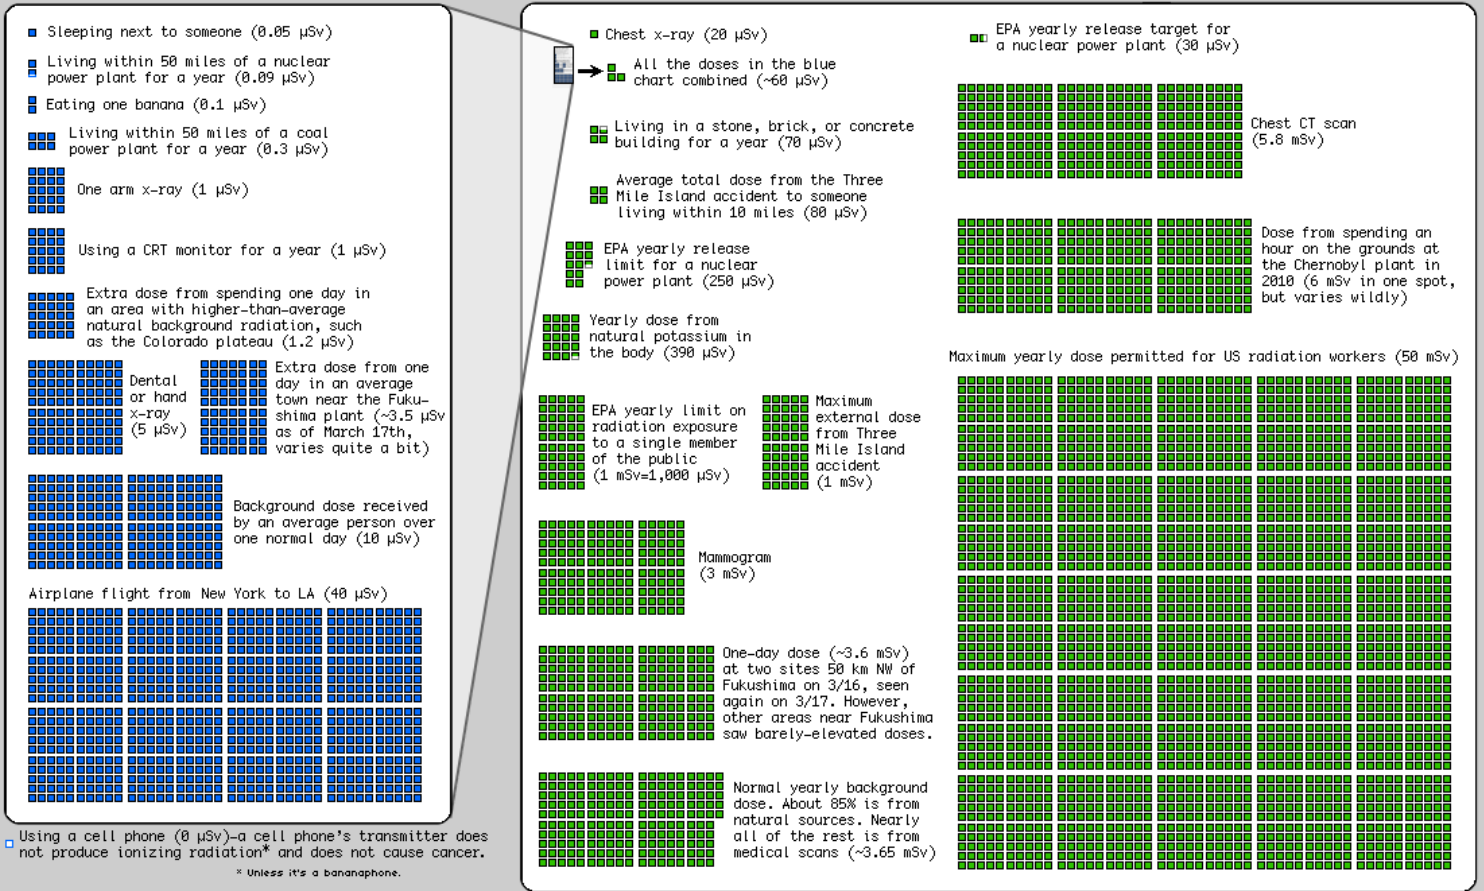 Sleeping next to someone (0.05 µSv)
Living within 50 miles of a nuclear
power plant for a year (0.09 µSv)
Eating one banana (0.1 µSv)
Living within 50 miles of a coal
power plant for a year (0.3 µSv)
One arm x-ray (1 µSv)
Using a CRT monitor for a year (1 µSv)
Extra dose from spending one day in
an area with higher-than-average
natural background radiation, such
as the Colorado plateau (1.2 µSv)
Dental
or hand
x-ray
(5 µSv)
Extra dose from one
day in an average
town near the Fuku-
shima plant (~3.5 µSv
as of March 17th,
varies quite a bit)
Background dose received
by an average person over
one normal day (10 µSv)
Airplane flight from New York to LA (40 µSv)
Using a cell phone (0 µSv)-a cell phone's transmitter does
not produce ionizing radiation* and does not cause cancer.
* Unless it's a bananaphone.
Chest x-ray (20 µSv)
All the doses in the blue
chart combined (~60 µSv)
Living in a stone, brick, or concrete
building for a year (70 µSv)
Average total dose from the Three
Mile Island accident to someone
living within 10 miles (80 µSv)
EPA yearly release
limit for a nuclear
power plant (250 µSv)
Yearly dose from
natural potassium in
the body (390 µSv)
EPA yearly limit on
radiation exposure
to a single member
of the public
(1 mSv=1,000 µSv)
Maximum
external dose
from Three
Mile Island
accident
(1 mSv)
Mammogram
(3 mSv)
One-day dose (~3.6 mSv)
at two sites 50 km NW of
Fukushima on 3/16, seen
again on 3/17. However,
other areas near Fukushima
saw barely-elevated doses.
Normal yearly background
dose. About 85% is from
natural sources. Nearly
all of the rest is from
medical scans (~3.65 mSv)
EPA yearly release target for
a nuclear power plant (30 µSv)
Chest CT scan
(5.8 mSv)
Dose from spending an
hour on the grounds at
the Chernobyl plant in
2010 (6 mSv in one spot,
but varies wildly)
Maximum yearly dose permitted for US radiation workers (50 mSv)